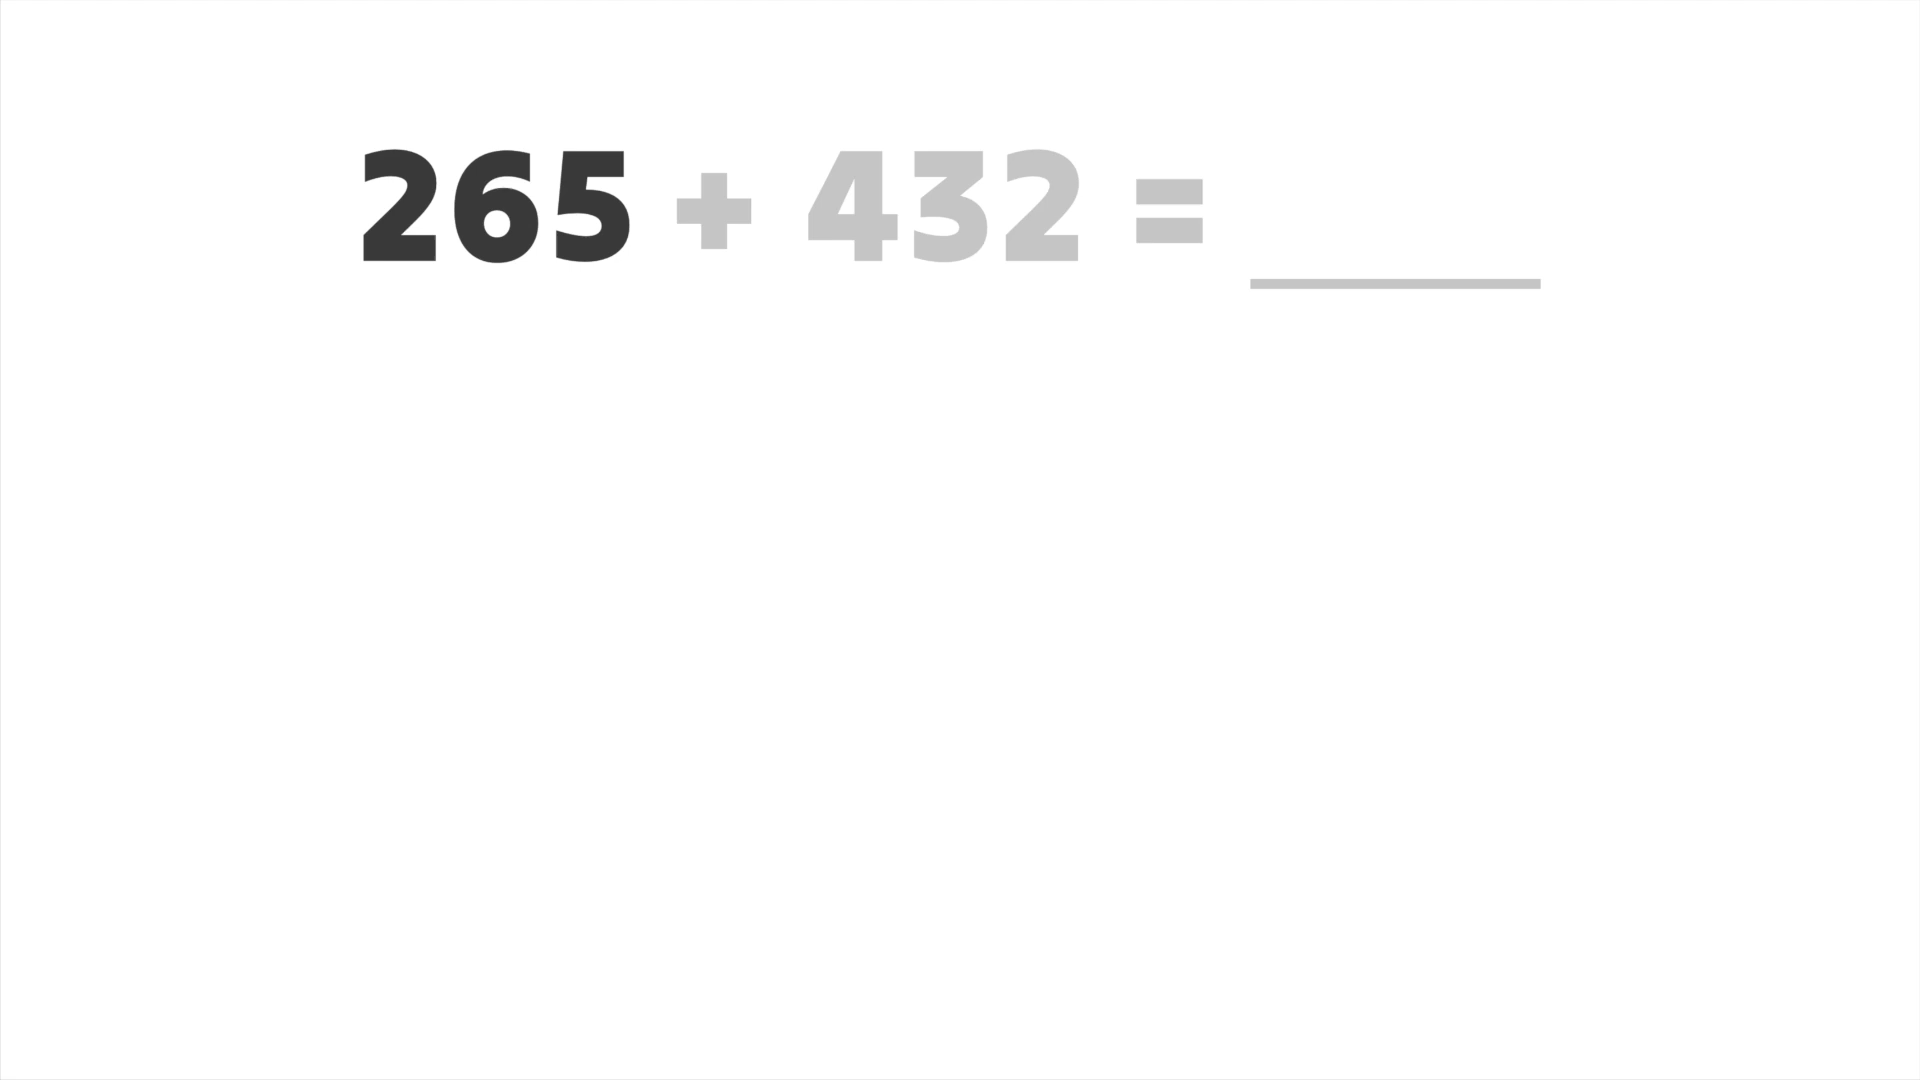 265 + 432 = ____